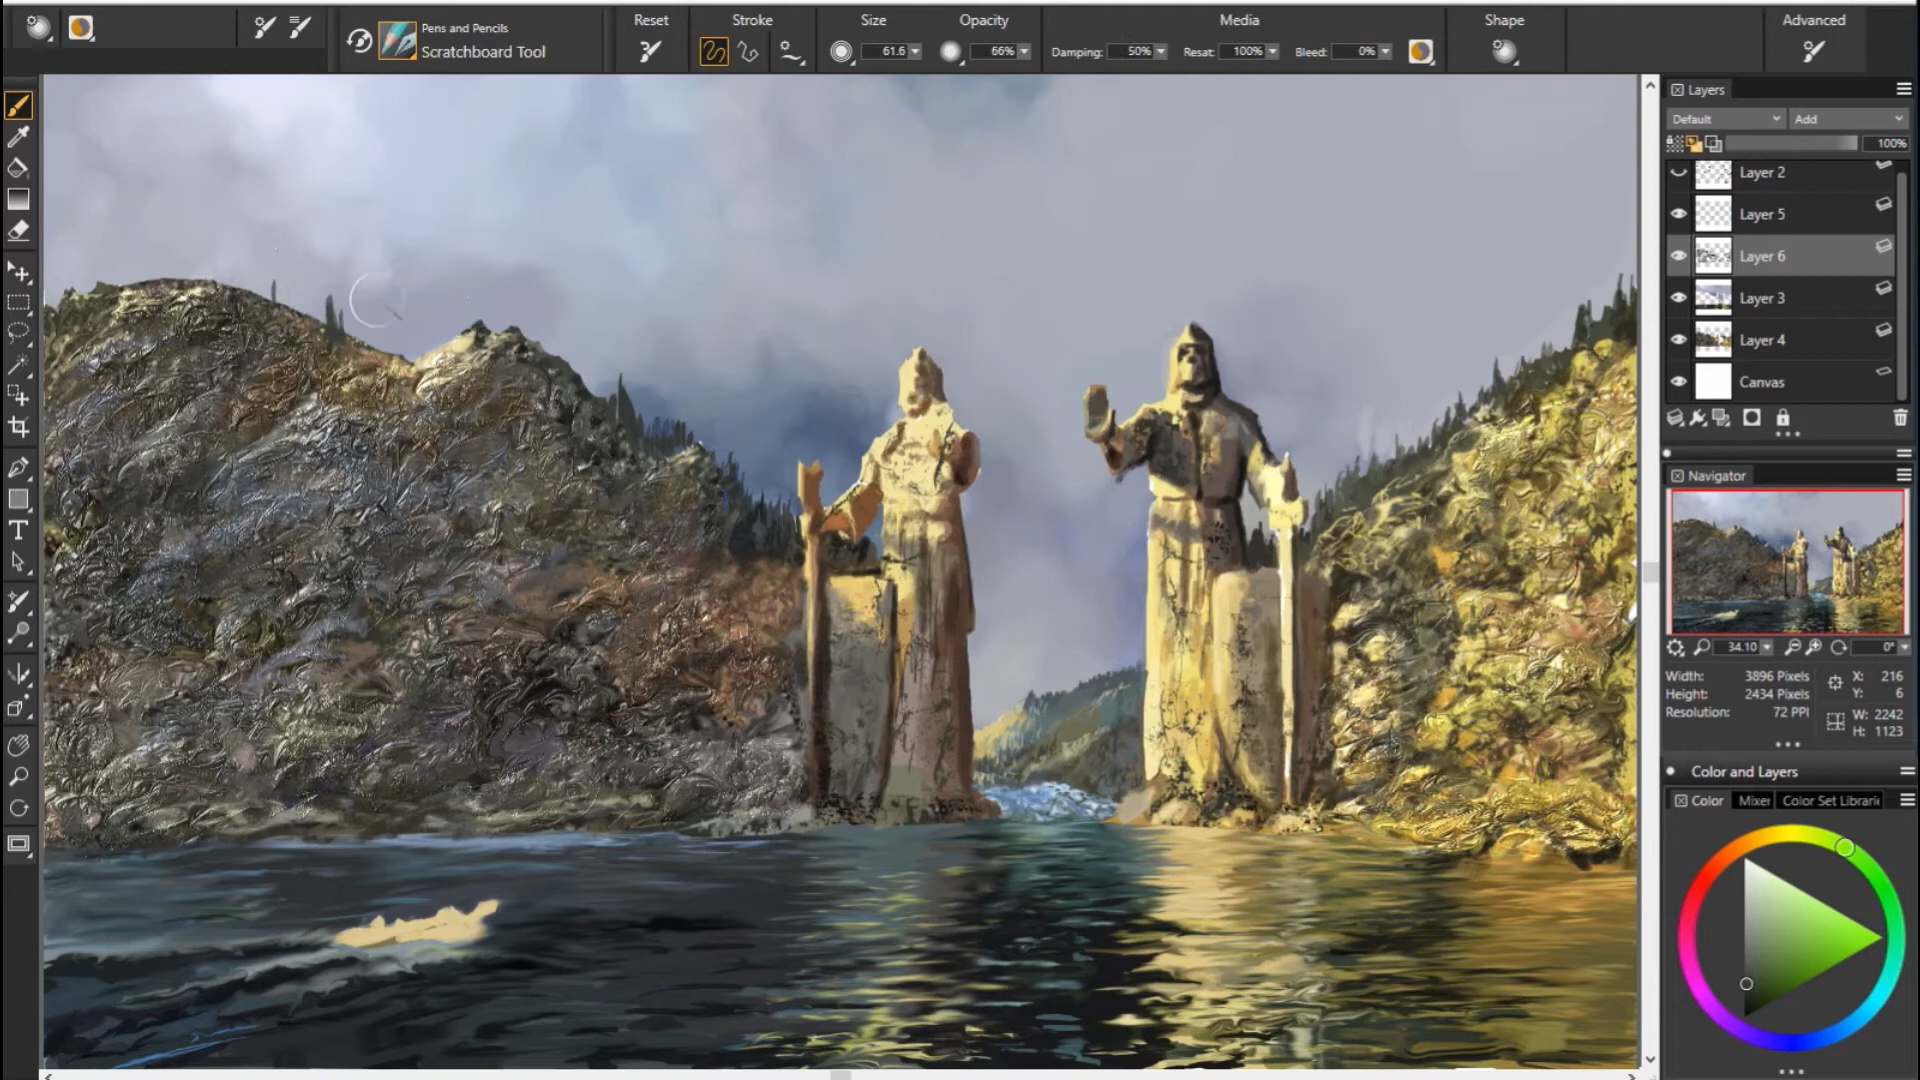 Pens and Pencils
Scratchboard Tool
Reset
Stroke
Size
61.6
Opacity
66%
Media
Damping: 50% Resat: 100% Bleed: 0%
Shape
Advanced
Layers
Default Add
100%
Layer 2
Layer 5
Layer 6
Layer 3
Layer 4
Canvas
Navigator
34.10 0°
Width: 3896 Pixels X: 216
Height: 2434 Pixels Y: 6
Resolution: 72 PPI W: 2242
H: 1123
Color and Layers
Color Mixer Color Set Librari
T